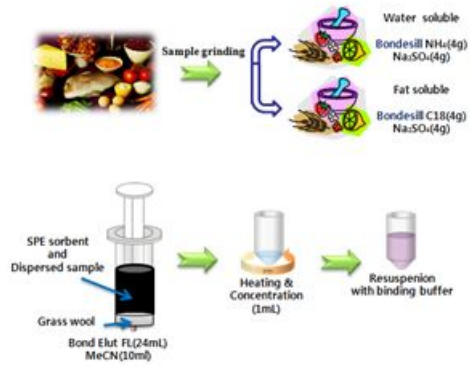 Sample grinding
Water soluble
Bondesill NH₄(4g)
Na₂SO₄(4g)
Fat soluble
Bondesill C18(4g)
Na₂SO₄(4g)
SPE sorbent
and
Dispersed sample
Grass wool
Bond Elut FL(24mL)
MeCN(10ml)
Heating &
Concentration
(1mL)
Resuspenion
with binding buffer